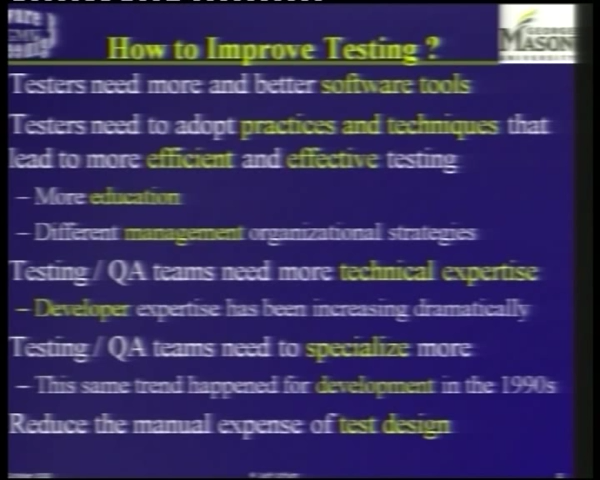 How to Improve Testing ?
GEORGE
MASON
UNIVERSITY
Testers need more and better software tools
Testers need to adopt practices and techniques that
lead to more efficient and effective testing
– More education
– Different management organizational strategies
Testing / QA teams need more technical expertise
– Developer expertise has been increasing dramatically
Testing / QA teams need to specialize more
– This same trend happened for development in the 1990s
Reduce the manual expense of test design